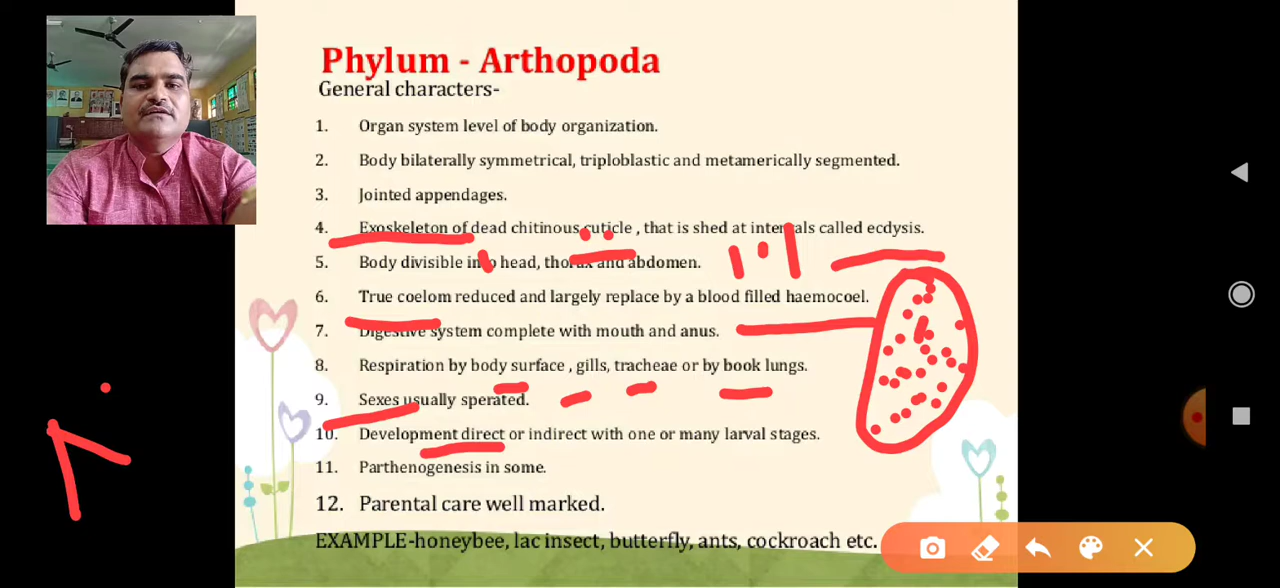 Phylum - Arthopoda
General characters-
1. Organ system level of body organization.
2. Body bilaterally symmetrical, triploblastic and metamerically segmented.
3. Jointed appendages.
4. Exoskeleton of dead chitinous cuticle , that is shed at intervals called ecdysis.
5. Body divisible into head, thorax and abdomen.
6. True coelom reduced and largely replace by a blood filled haemocoel.
7. Digestive system complete with mouth and anus.
8. Respiration by body surface , gills, tracheae or by book lungs.
9. Sexes usually sperated.
10. Development direct or indirect with one or many larval stages.
11. Parthenogenesis in some.
12. Parental care well marked.
EXAMPLE-honeybee, lac insect, butterfly, ants, cockroach etc.